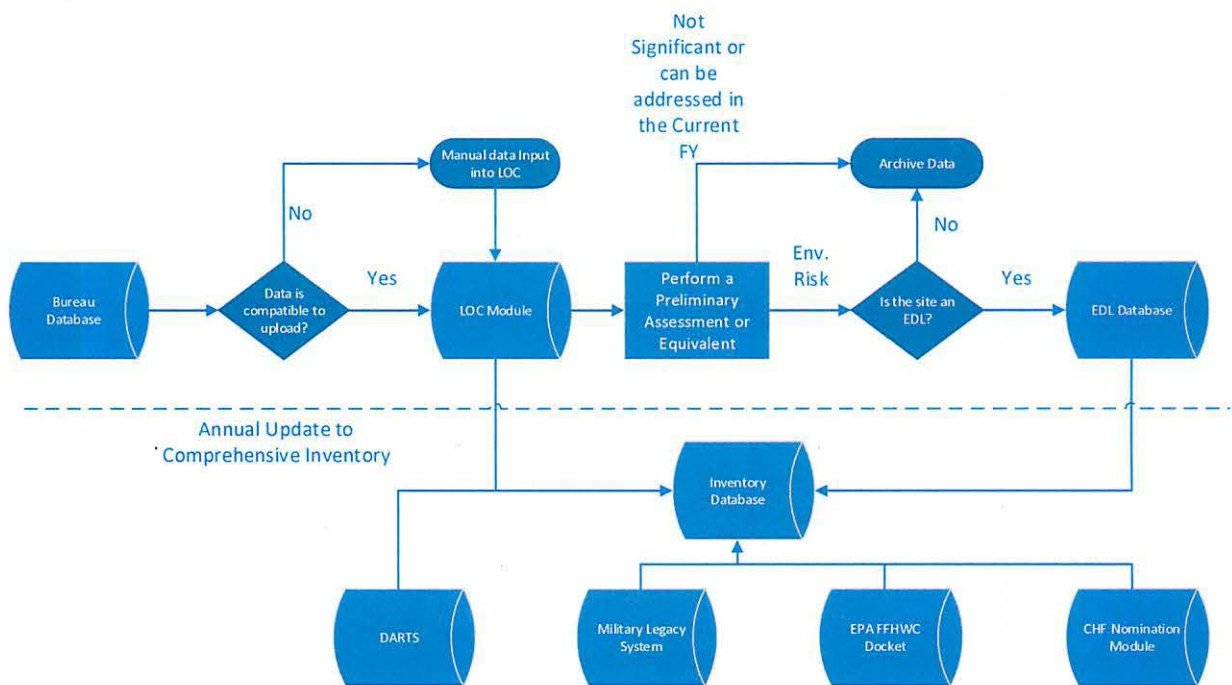 Not
Significant or
can be
addressed in
the Current
FY
Manual data Input
into LOC
Archive Data
No
No
Bureau
Database
Data is
compatible to
upload?
Yes
LOC Module
Perform a
Preliminary
Assessment or
Equivalent
Env.
Risk
Is the site an
EDL?
Yes
EDL Database
Annual Update to
Comprehensive Inventory
Inventory
Database
DARTS
Military Legacy
System
EPA FFHWC
Docket
CHF Nomination
Module